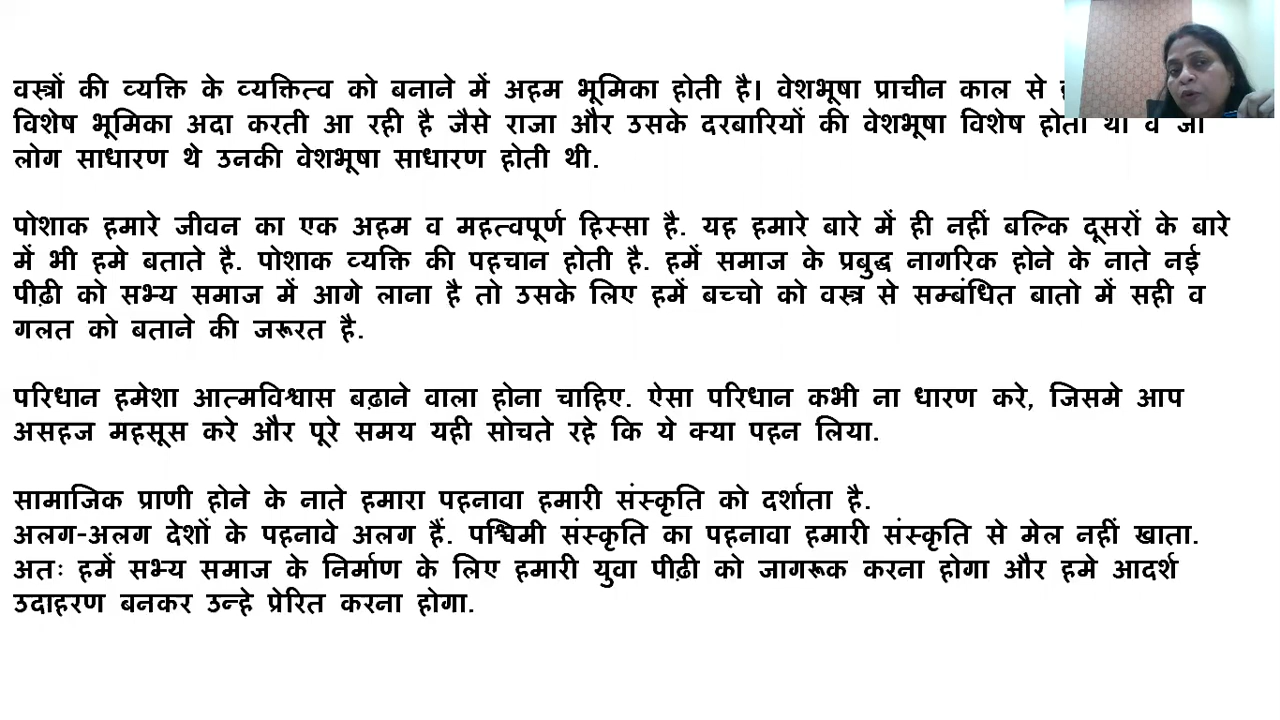 वस्त्रों की व्यक्ति के व्यक्तित्व को बनाने में अहम भूमिका होती है। वेशभूषा प्राचीन काल से
विशेष भूमिका अदा करती आ रही है जैसे राजा और उसके दरबारियों की वेशभूषा विशेष होती थी व जो
लोग साधारण थे उनकी वेशभूषा साधारण होती थी.
पोशाक हमारे जीवन का एक अहम व महत्वपूर्ण हिस्सा है. यह हमारे बारे में ही नहीं बल्कि दूसरों के बारे
में भी हमे बताते है. पोशाक व्यक्ति की पहचान होती है. हमें समाज के प्रबुद्ध नागरिक होने के नाते नई
पीढ़ी को सभ्य समाज में आगे लाना है तो उसके लिए हमें बच्चो को वस्त्र से सम्बंधित बातो में सही व
गलत को बताने की जरूरत है.
परिधान हमेशा आत्मविश्वास बढ़ाने वाला होना चाहिए. ऐसा परिधान कभी ना धारण करे, जिसमे आप
असहज महसूस करे और पूरे समय यही सोचते रहे कि ये क्या पहन लिया.
सामाजिक प्राणी होने के नाते हमारा पहनावा हमारी संस्कृति को दर्शाता है.
अलग-अलग देशों के पहनावे अलग हैं. पश्चिमी संस्कृति का पहनावा हमारी संस्कृति से मेल नहीं खाता.
अतः हमें सभ्य समाज के निर्माण के लिए हमारी युवा पीढ़ी को जागरूक करना होगा और हमे आदर्श
उदाहरण बनकर उन्हे प्रेरित करना होगा.